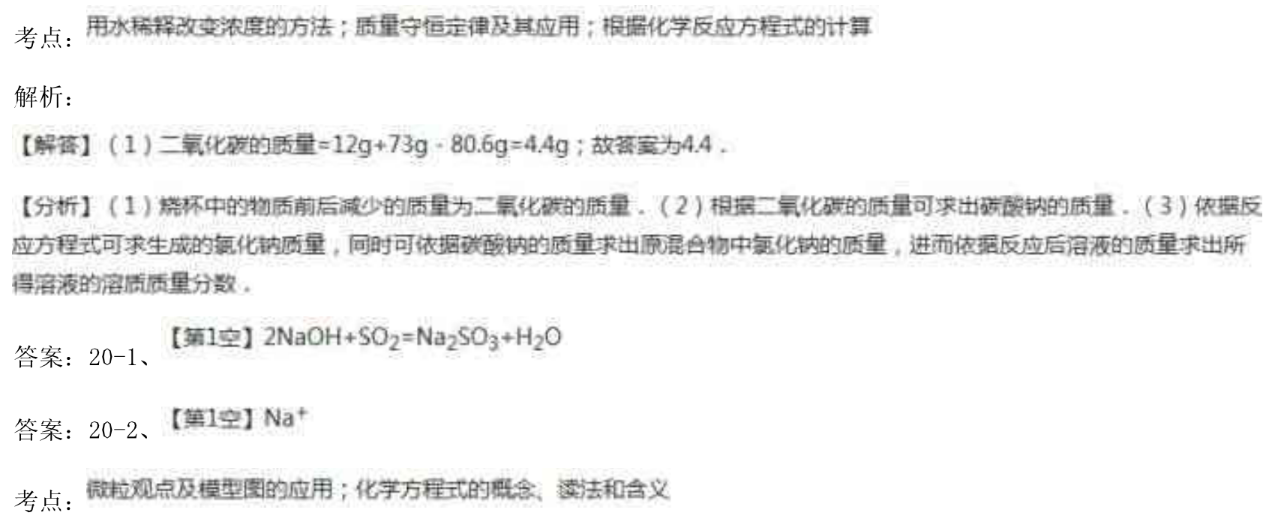 考点：用水稀释改变浓度的方法；质量守恒定律及其应用；根据化学反应方程式的计算
解析：
【解答】（1）二氧化碳的质量=12g+73g﹣80.6g=4.4g；故答案为4.4．
【分析】（1）烧杯中的物质前后减少的质量为二氧化碳的质量．（2）根据二氧化碳的质量可求出碳酸钠的质量．（3）依据反
应方程式可求生成的氯化钠质量，同时可依据碳酸钠的质量求出原混合物中氯化钠的质量，进而依据反应后溶液的质量求出所
得溶液的溶质质量分数．
答案：20-1、【第1空】2NaOH+SO₂=Na₂SO₃+H₂O
答案：20-2、【第1空】Na⁺
考点：微粒观点及模型图的应用；化学方程式的概念、读法和含义